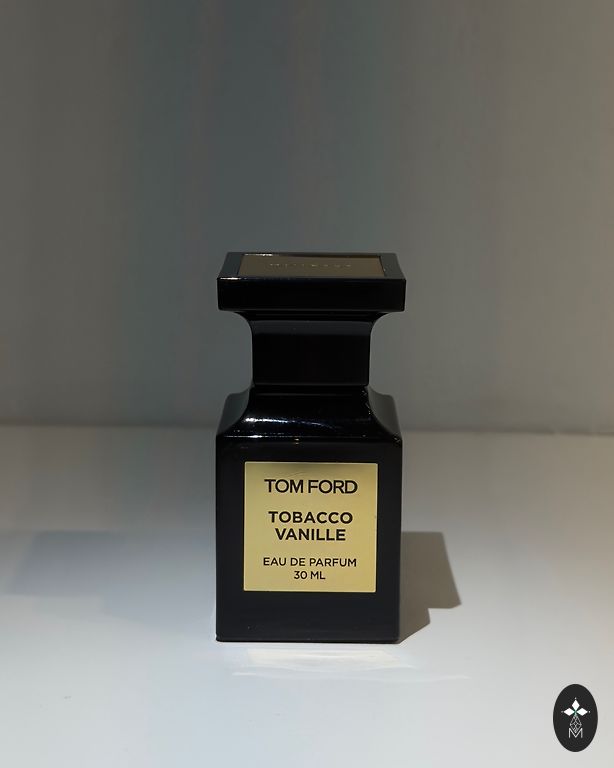 TOM FORD
TOBACCO
VANILLE
EAU DE PARFUM
30 ML
M